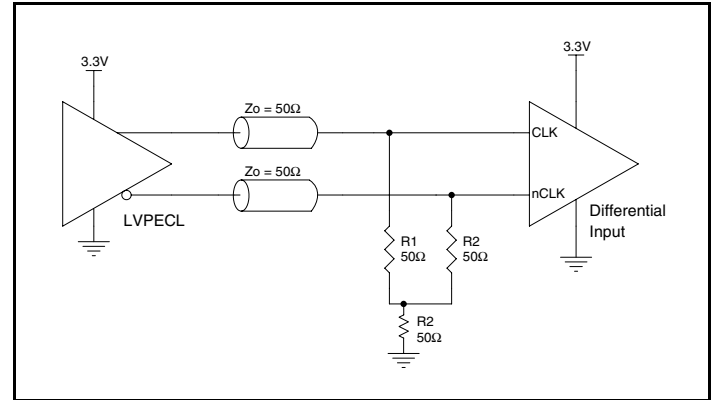 3.3V
3.3V
Zo = 50Ω
CLK
Zo = 50Ω
nCLK
LVPECL
Differential
Input
R1
50Ω
R2
50Ω
R2
50Ω